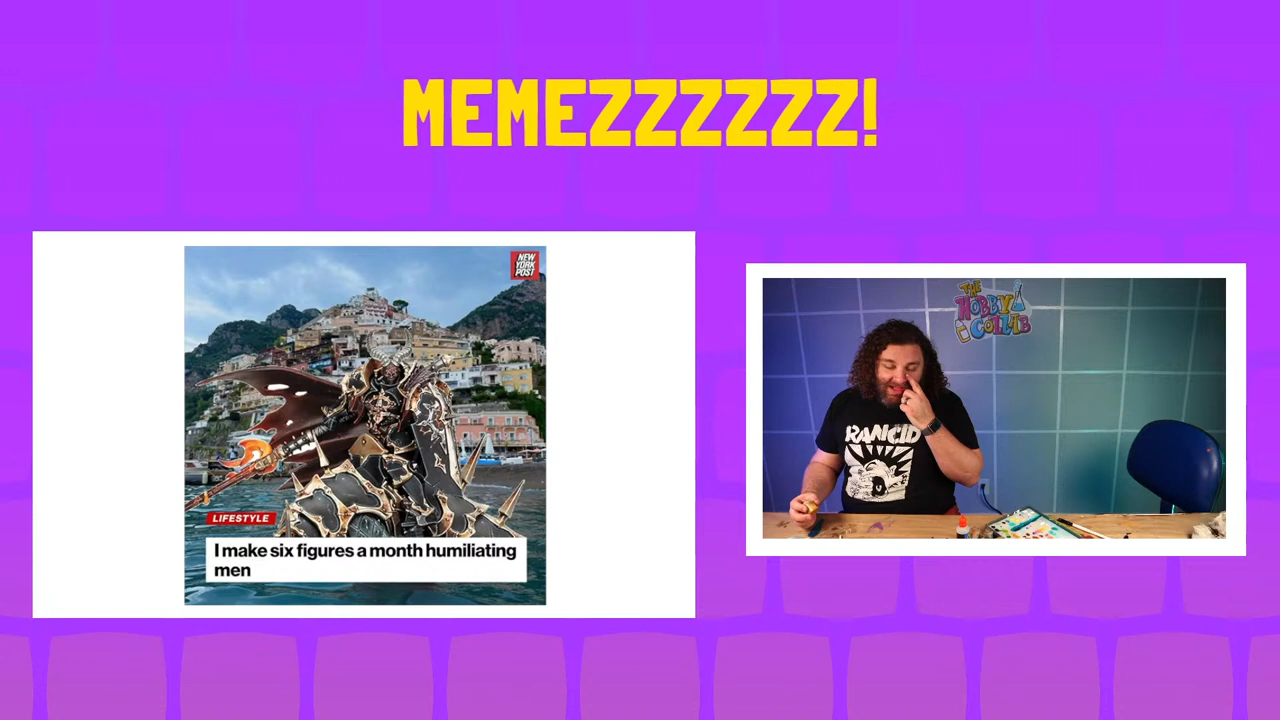 MEMEZZZZZZ!
NEW
YORK
POST
LIFESTYLE
I make six figures a month humiliating
men
THE
HOBBY
COLLAB
RANCID